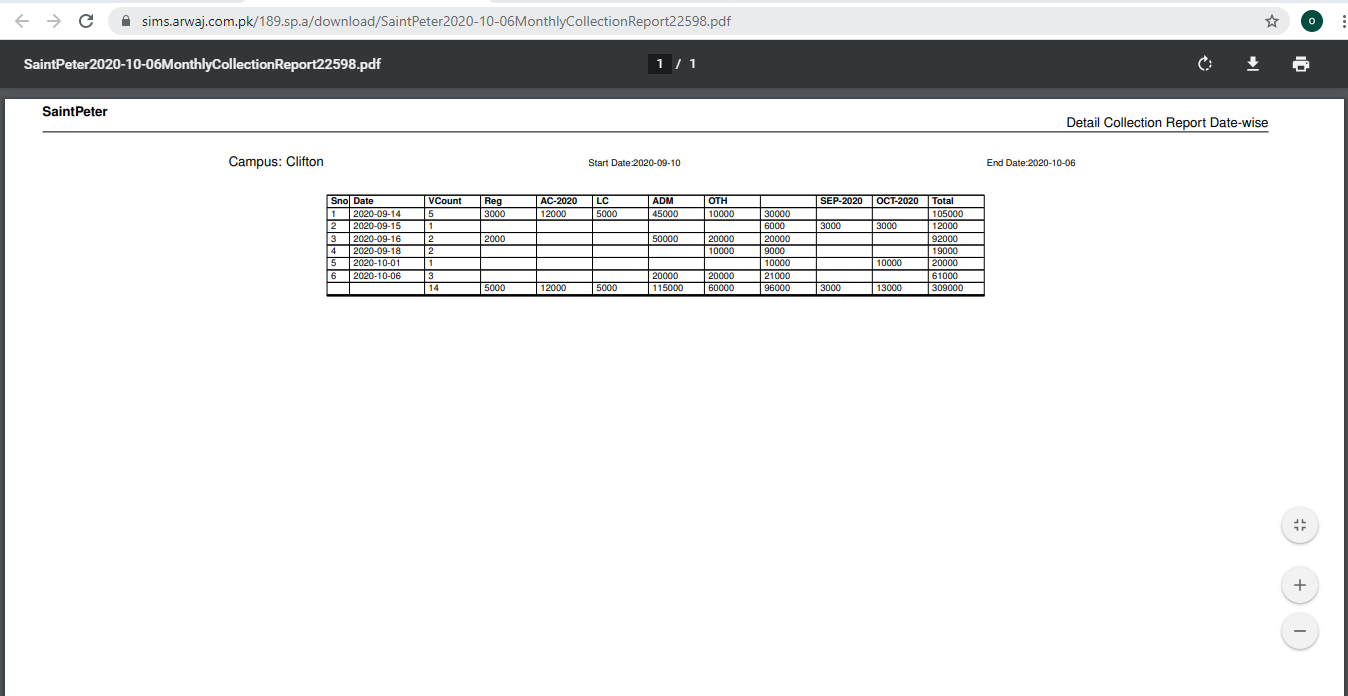 sims.arwaj.com.pk/189.sp.a/download/SaintPeter2020-10-06MonthlyCollectionReport22598.pdf
O
SaintPeter2020-10-06MonthlyCollectionReport22598.pdf 1 / 1
SaintPeter
Detail Collection Report Date-wise
Campus: Clifton Start Date:2020-09-10 End Date:2020-10-06
Sno Date VCount Reg AC-2020 LC ADM OTH SEP-2020 OCT-2020 Total
1 2020-09-14 5 3000 12000 5000 45000 10000 30000 105000
2 2020-09-15 1 6000 3000 3000 12000
3 2020-09-16 2 2000 50000 20000 20000 92000
4 2020-09-18 2 10000 9000 19000
5 2020-10-01 1 10000 10000 20000
6 2020-10-06 3 20000 20000 21000 61000
14 5000 12000 5000 115000 60000 96000 3000 13000 309000